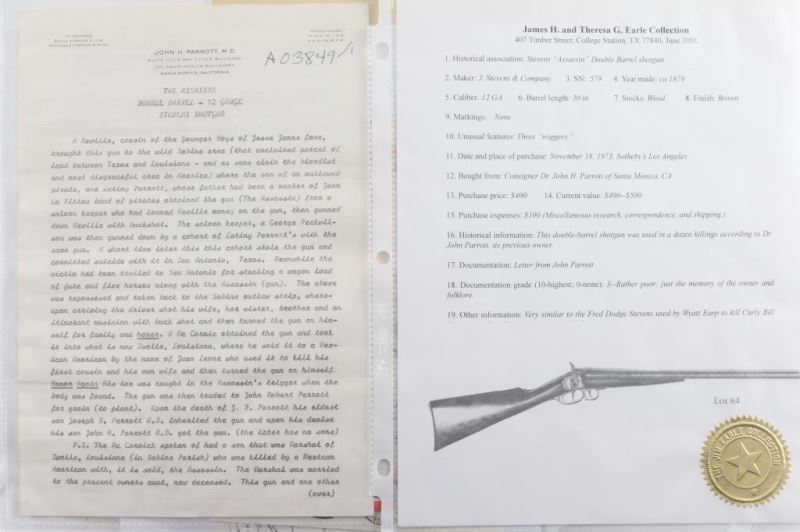 JOHN H. PARROTT, M.D.
SANTA MONICA, CALIFORNIA
A03849/1
THE ASSASSIN
DOUBLE BARREL - 12 GAUGE
STEVENS SHOTGUN
A Neville, cousin of the Younger boys of Jesse James fame,
brought this gun to the wild Sabine area (that unclaimed parcel of
land between Texas and Louisiana - and as some claim the bloodist
and most disgraceful area in America) where the son of an outlawed
pirate, one Latiny Parrott, whose father had been a member of Jean
la Fittes band of pirates obtained the gun (The Assassin) from a
saloon keeper who had loaned Neville money on the gun, then gunned
down Neville with buckshot. The saloon keeper, a George
son was then gunned down by a cohort of Latiny Parrott's with the
same gun. A short time later this this cohort stole the gun and
committed suicide with it in San Antonio, Texas. Meanwhile the
victim had been trailed to San Antonio for stealing a wagon load
of and five horses along with the Assassin (gun). The above
was repossessed and taken back to the Sabine outlaw strip, where-
upon arriving the driver shot his wife, her sister, brother and an
itinerant musician with buck shot and then turned the gun on him-
self for family and honor. A Mc Cormic obtained the gun and took
it into what is now Zwolle, Louisiana, where he sold it to a Mex-
ican American by the name of Juan Leone who used it to kill his
first cousin and his own wife and then turned the gun on himself.
Honor Again His toe was caught in the Assassin's trigger when the
body was found. The gun was then traded to John Robert Parrott
for grain (to plant). Upon the death of J. R. Parrott his eldest
son Joseph B. Parrott M.D. inherited the gun and upon his demise
his son John H. Parrott M.D. got the gun. (the later has no sons)
P.S. The Mc Cormick spoken of had a son that was Marshal of
Zwolle, Louisiana (in Sabine Parish) who was killed by a Mexican
American with, it is said, the Assassin. The Marshal was married
to the present owners aunt, now deceased. This gun and one other
(over)
James H. and Theresa G. Earle Collection
407 Timber Street, College Station, TX 77840, June 2001
1. Historical association: Stevens "Assassin" Double Barrel shotgun
2. Maker: J. Stevens & Company 3. SN: 579 4. Year made: ca 1879
5. Caliber: 12 GA 6. Barrel length: 30 in 7. Stocks: Wood 8. Finish: Brown
9. Markings: None
10. Unusual features: Three "triggers."
11. Date and place of purchase: November 18, 1973, Sotheby's Los Angeles
12. Bought from: Consigner Dr. John H. Parrott of Santa Monica, CA
13. Purchase price: $400 14. Current value: $400--$500
15. Purchase expenses: $100 (Miscellaneous research, correspondence, and shipping.)
16. Historical information: This double-barrel shotgun was used in a dozen killings according to Dr
John Parrott, its previous owner.
17. Documentation: Letter from John Parrott
18. Documentation grade (10-highest; 0-none): 3--Rather poor; just the memory of the owner and
folklore.
19. Other information: Very similar to the Fred Dodge Stevens used by Wyatt Earp to kill Curly Bill
Lot 84
THE JIM EARLE COLLECTION